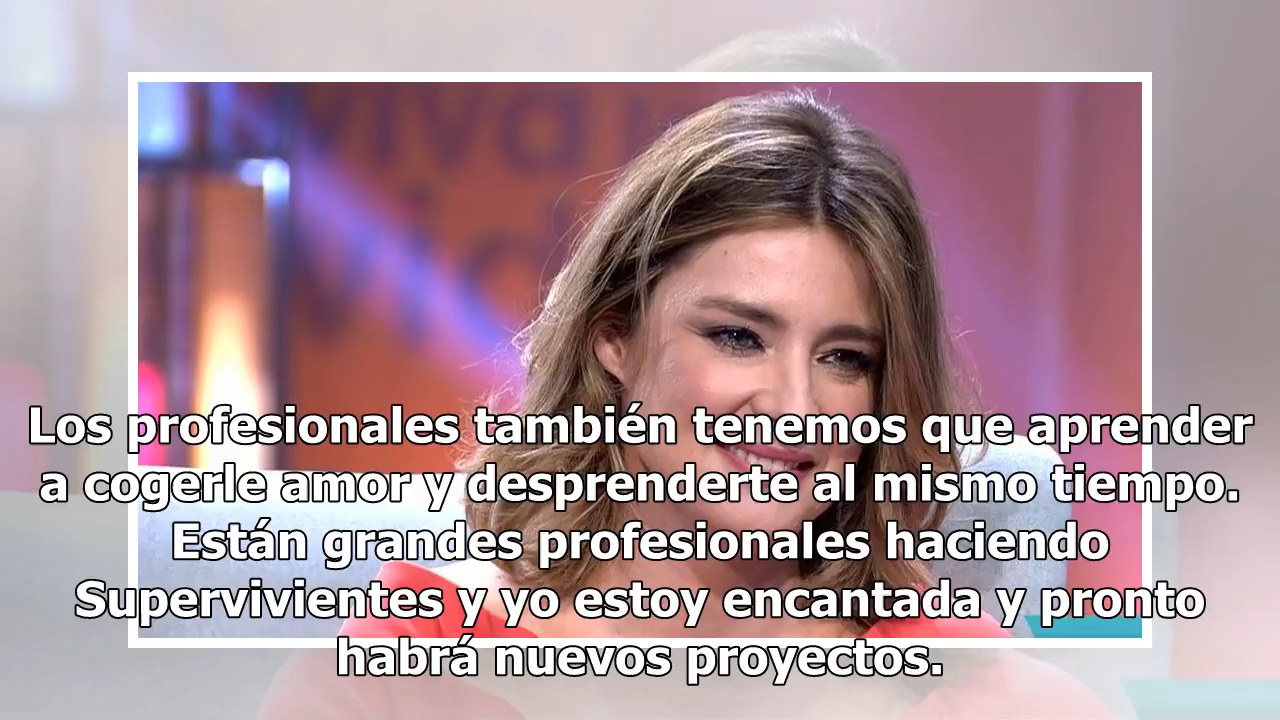 viva
Los profesionales también tenemos que aprender
a cogerle amor y desprenderte al mismo tiempo.
Están grandes profesionales haciendo
Supervivientes y yo estoy encantada y pronto
habrá nuevos proyectos.